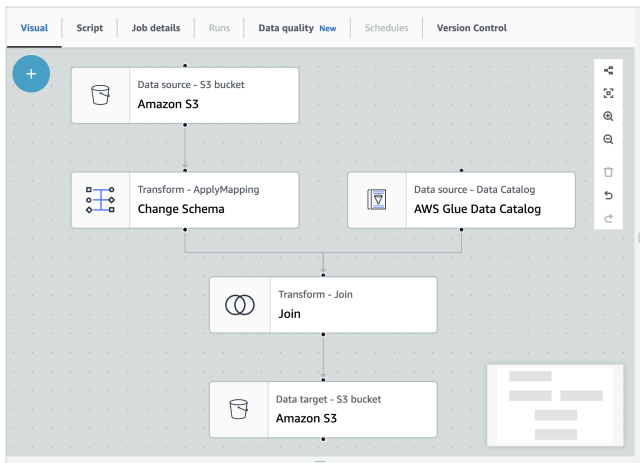 Visual Script Job details Runs Data quality New Schedules Version Control
+
Data source - S3 bucket
Amazon S3
Transform - ApplyMapping
Change Schema
Data source - Data Catalog
AWS Glue Data Catalog
Transform - Join
Join
Data target - S3 bucket
Amazon S3